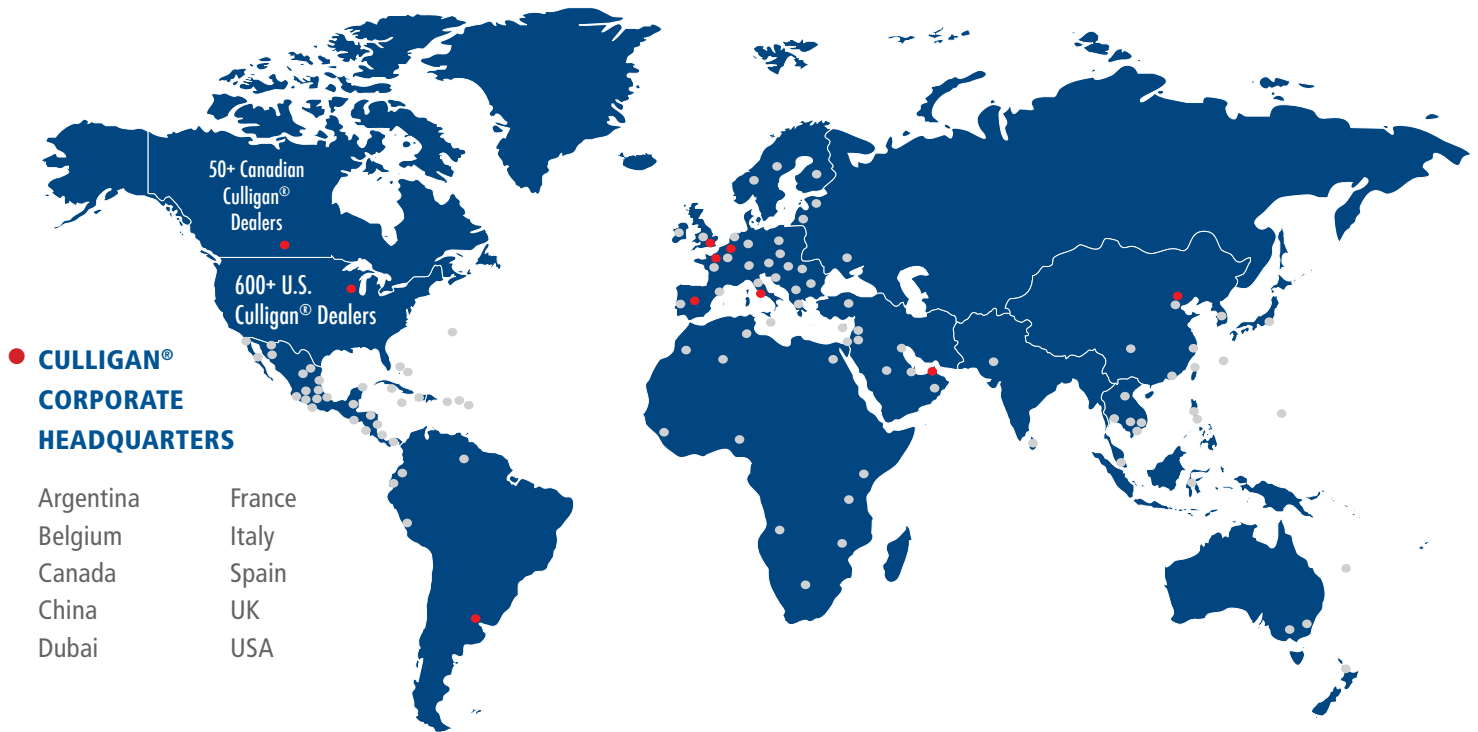 50+ Canadian
Culligan®
Dealers
600+ U.S.
Culligan® Dealers
CULLIGAN®
CORPORATE
HEADQUARTERS
Argentina
Belgium
Canada
China
Dubai
France
Italy
Spain
UK
USA